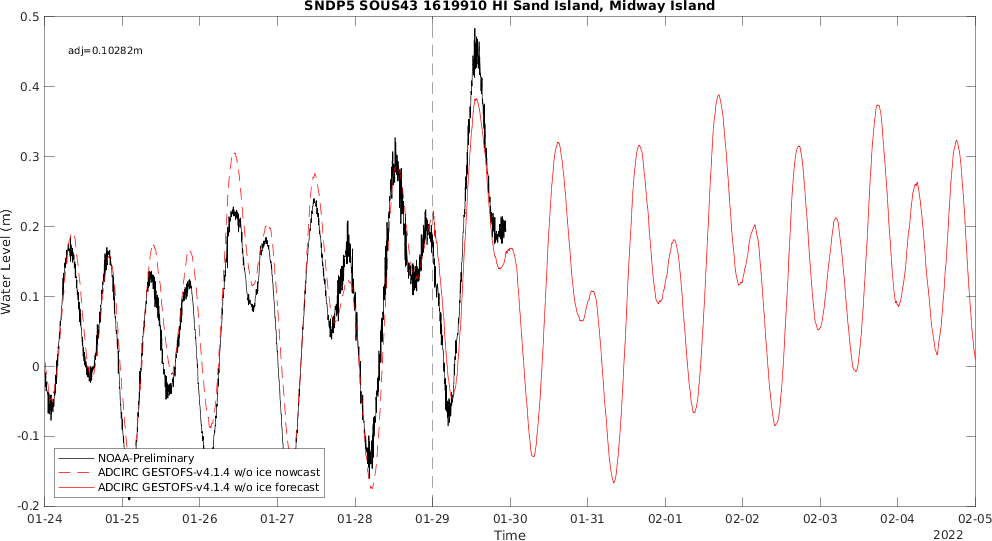 SNDP5 SOUS43 1619910 HI Sand Island, Midway Island
adj=0.10282m
0.5
0.4
0.3
0.2
0.1
0
-0.1
-0.2
Water Level (m)
NOAA-Preliminary
ADCIRC GESTOFS-v4.1.4 w/o ice nowcast
ADCIRC GESTOFS-v4.1.4 w/o ice forecast
01-24 01-25 01-26 01-27 01-28 01-29 01-30 01-31 02-01 02-02 02-03 02-04 02-05
Time
2022